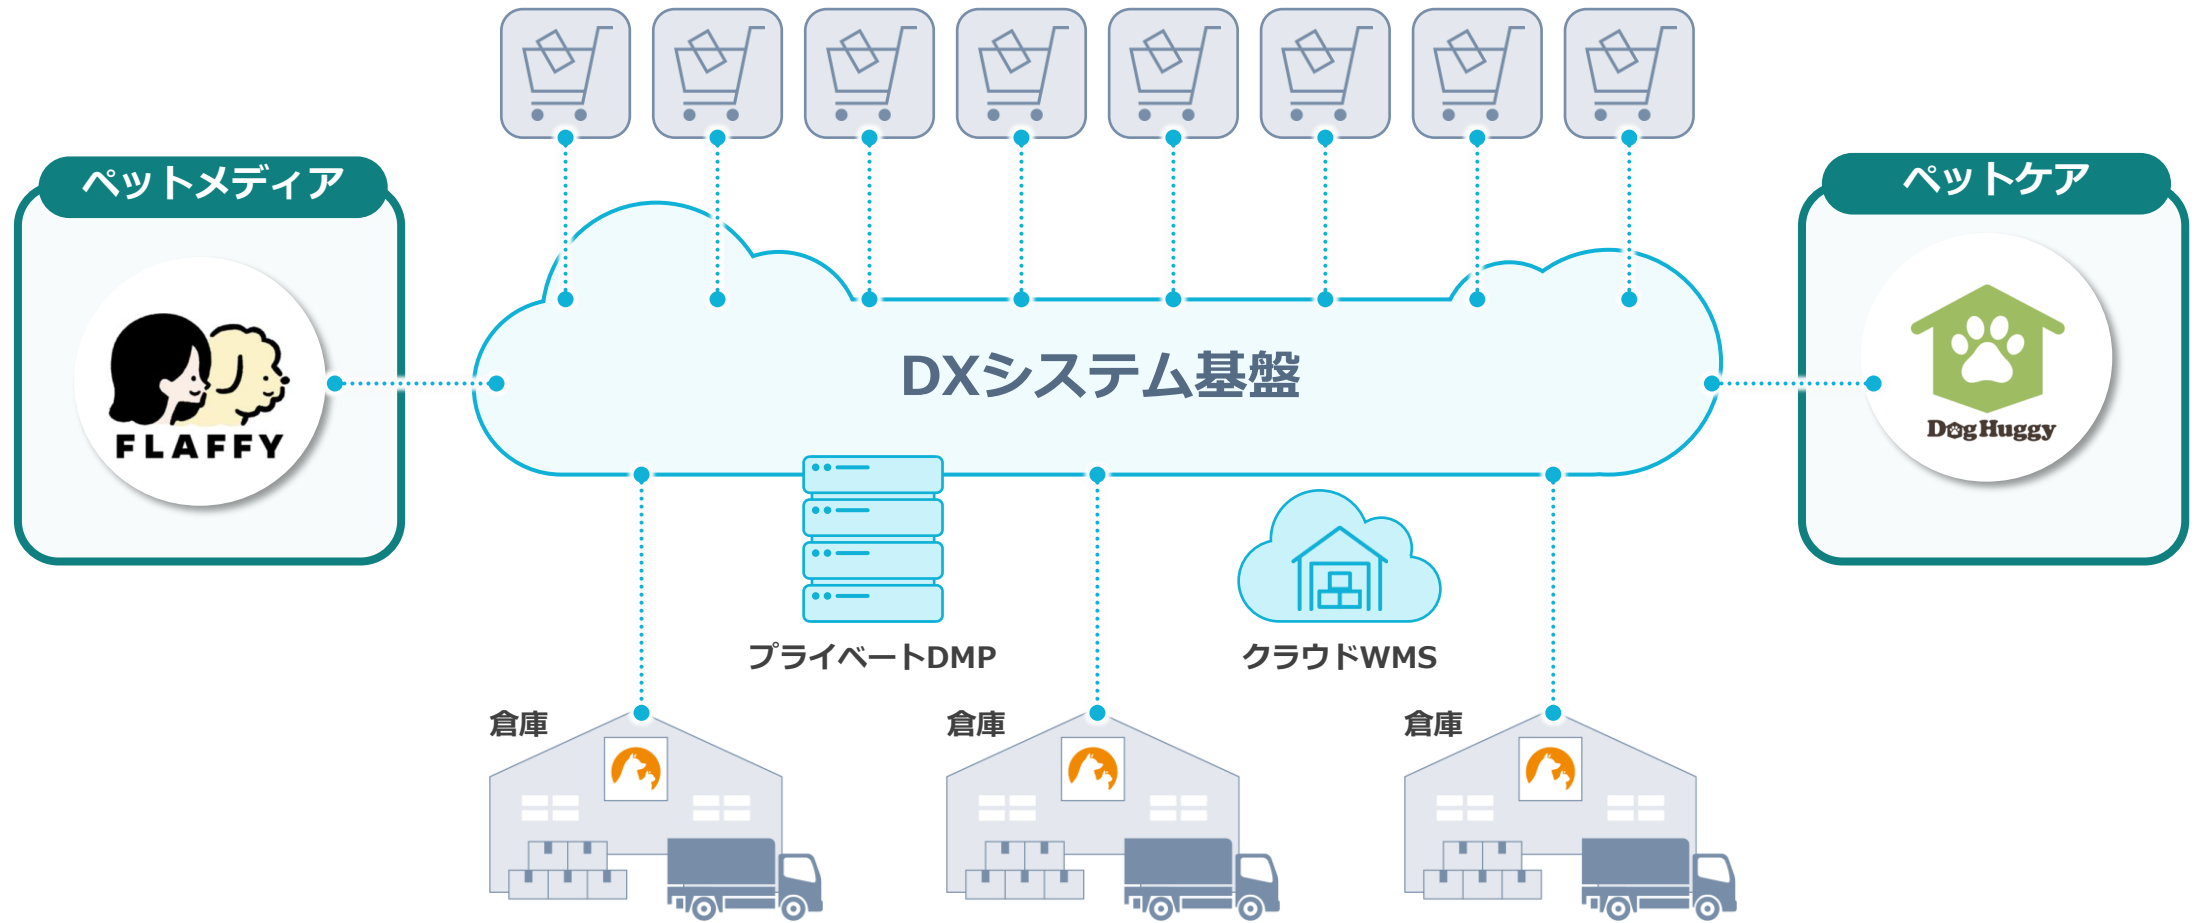 ペットメディア
ペットケア
FLAFFY
DXシステム基盤
DogHuggy
プライベートDMP
クラウドWMS
倉庫
倉庫
倉庫